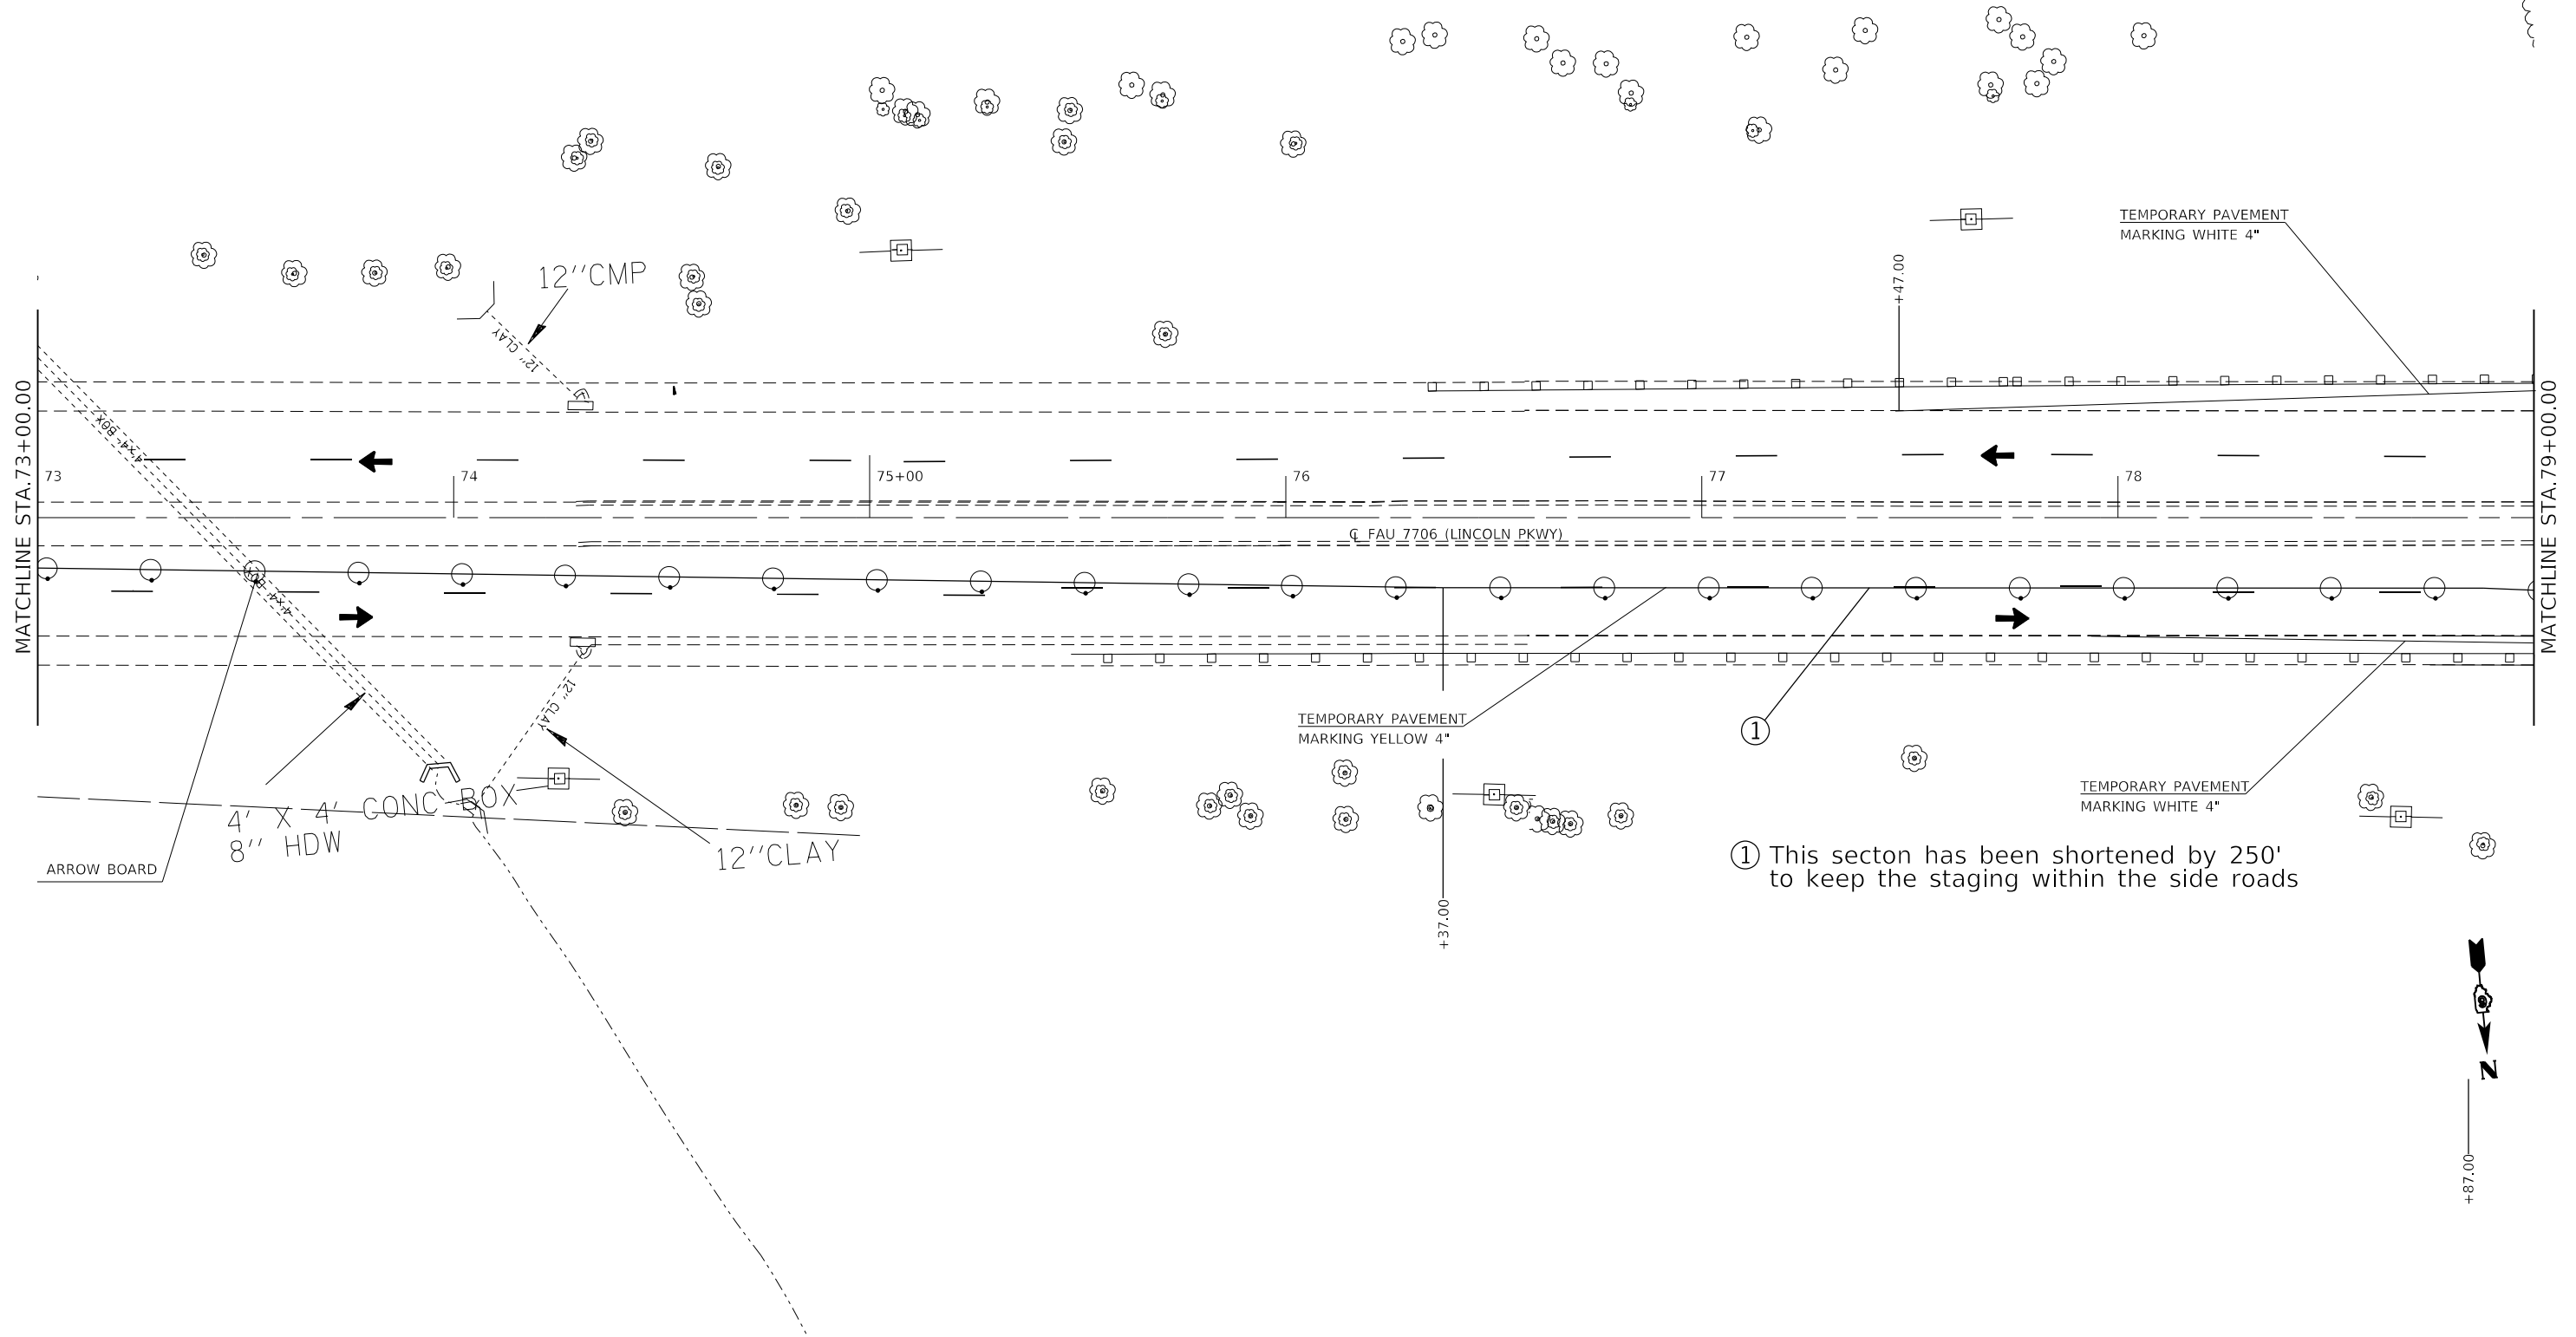 TEMPORARY PAVEMENT
MARKING WHITE 4"
+47.00
12''CMP
12" CLAY
MATCHLINE STA.73+00.00
4'x4' BOX
73
74
75+00
76
77
78
MATCHLINE STA.79+00.00
℄ FAU 7706 (LINCOLN PKWY)
4'x4' BOX
12" CLAY
TEMPORARY PAVEMENT
MARKING YELLOW 4"
1
TEMPORARY PAVEMENT
MARKING WHITE 4"
4' X 4' CONC BOX
8'' HDW
12''CLAY
ARROW BOARD
1 This secton has been shortened by 250'
to keep the staging within the side roads
+37.00
N
+87.00